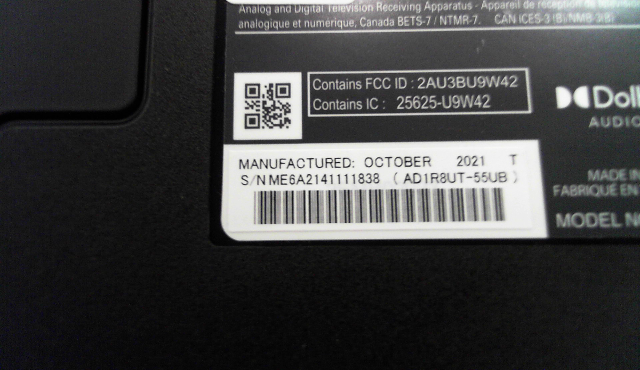 Analog and Digital Television Receiving Apparatus - Appareil de réception de
analogique et numérique, Canada BETS-7 / NTMR-7. CAN ICES-3 (B)/NMB-3(B)
Contains FCC ID : 2AU3BU9W42
Contains IC : 25625-U9W42
Doll
AUDIO
MANUFACTURED: OCTOBER 2021 T
S/N ME6A2141111838 ( AD1R8UT-55UB )
MADE IN
FABRIQUÉ EN
MODEL N